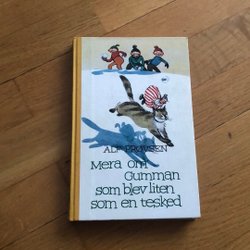 ALF PRØYSEN
Mera om
Gumman
som blev liten
som en tesked